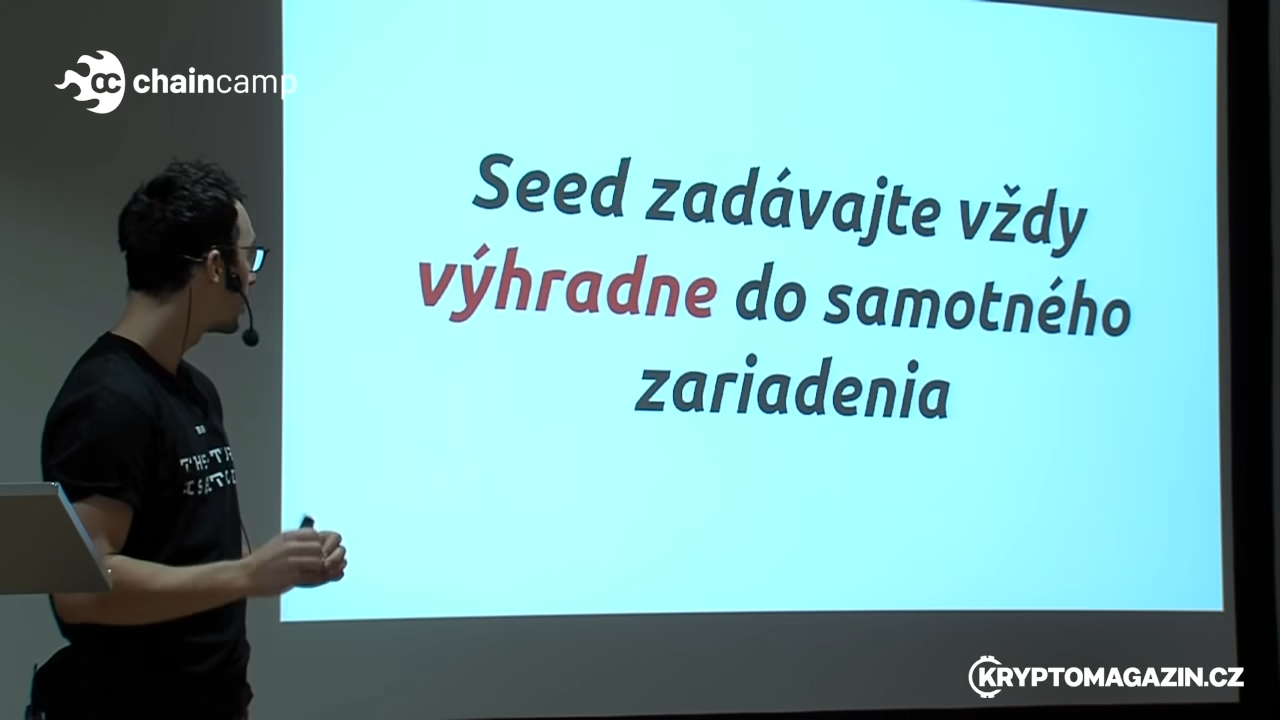 chaincamp
Seed zadávajte vždy
výhradne do samotného
zariadenia
KRYPTOMAGAZIN.CZ